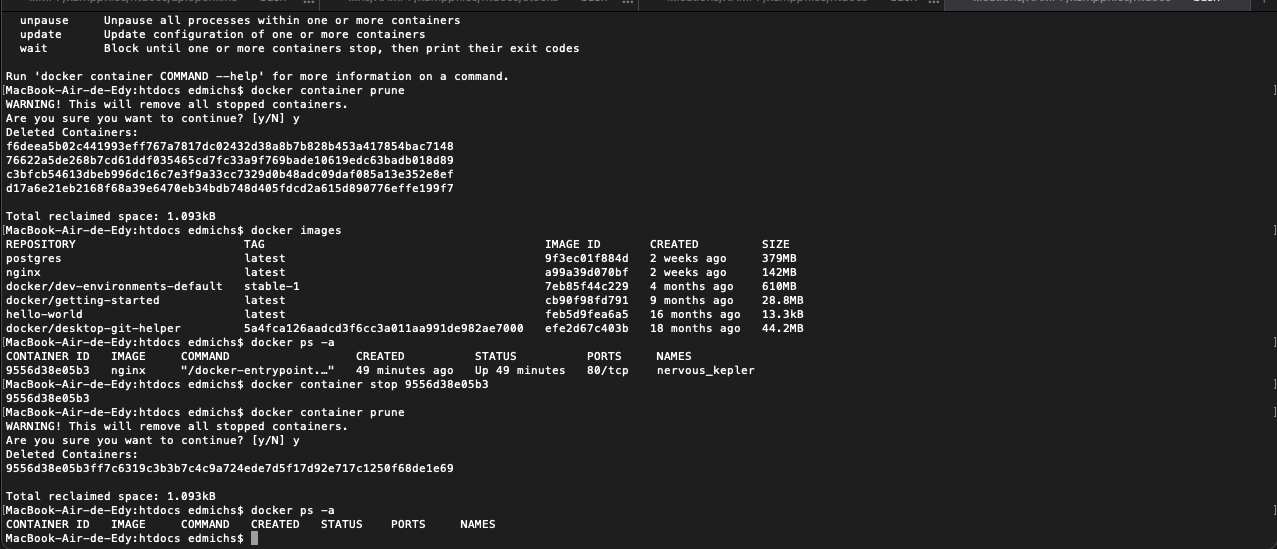 unpause     Unpause all processes within one or more containers
update      Update configuration of one or more containers
wait        Block until one or more containers stop, then print their exit codes
Run 'docker container COMMAND --help' for more information on a command.
[MacBook-Air-de-Edy:htdocs edmichs$ docker container prune ]
WARNING! This will remove all stopped containers.
Are you sure you want to continue? [y/N] y
Deleted Containers:
f6deea5b02c441993eff767a7817dc02432d38a8b7b828b453a417854bac7148
76622a5de268b7cd61ddf035465cd7fc33a9f769bade10619edc63badb018d89
c3bfcb54613dbeb996dc16c7e3f9a33cc7329d0b48adc09daf085a13e352e8ef
d17a6e21eb2168f68a39e6470eb34bdb748d405fdcd2a615d890776effe199f7
Total reclaimed space: 1.093kB
[MacBook-Air-de-Edy:htdocs edmichs$ docker images ]
REPOSITORY                        TAG                                        IMAGE ID       CREATED         SIZE
postgres                          latest                                     9f3ec01f884d   2 weeks ago     379MB
nginx                             latest                                     a99a39d070bf   2 weeks ago     142MB
docker/dev-environments-default   stable-1                                   7eb85f44c229   4 months ago    610MB
docker/getting-started            latest                                     cb90f98fd791   9 months ago    28.8MB
hello-world                       latest                                     feb5d9fea6a5   16 months ago   13.3kB
docker/desktop-git-helper         5a4fca126aadcd3f6cc3a011aa991de982ae7000   efe2d67c403b   18 months ago   44.2MB
[MacBook-Air-de-Edy:htdocs edmichs$ docker ps -a ]
CONTAINER ID   IMAGE     COMMAND                  CREATED          STATUS          PORTS     NAMES
9556d38e05b3   nginx     "/docker-entrypoint.…"   49 minutes ago   Up 49 minutes   80/tcp    nervous_kepler
[MacBook-Air-de-Edy:htdocs edmichs$ docker container stop 9556d38e05b3 ]
9556d38e05b3
[MacBook-Air-de-Edy:htdocs edmichs$ docker container prune ]
WARNING! This will remove all stopped containers.
Are you sure you want to continue? [y/N] y
Deleted Containers:
9556d38e05b3ff7c6319c3b3b7c4c9a724ede7d5f17d92e717c1250f68de1e69
Total reclaimed space: 1.093kB
[MacBook-Air-de-Edy:htdocs edmichs$ docker ps -a ]
CONTAINER ID   IMAGE     COMMAND   CREATED   STATUS    PORTS     NAMES
MacBook-Air-de-Edy:htdocs edmichs$